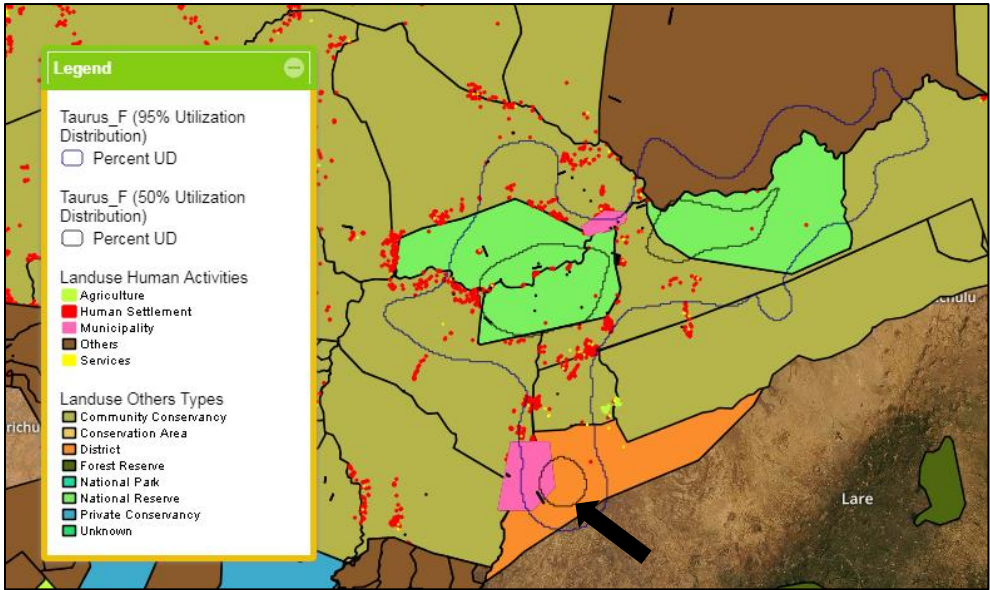 Legend
Taurus_F (95% Utilization
Distribution)
Percent UD
Taurus_F (50% Utilization
Distribution)
Percent UD
Landuse Human Activities
Agriculture
Human Settlement
Municipality
Others
Services
Landuse Others Types
Community Conservancy
Conservation Area
District
Forest Reserve
National Park
National Reserve
Private Conservancy
Unknown
Lare